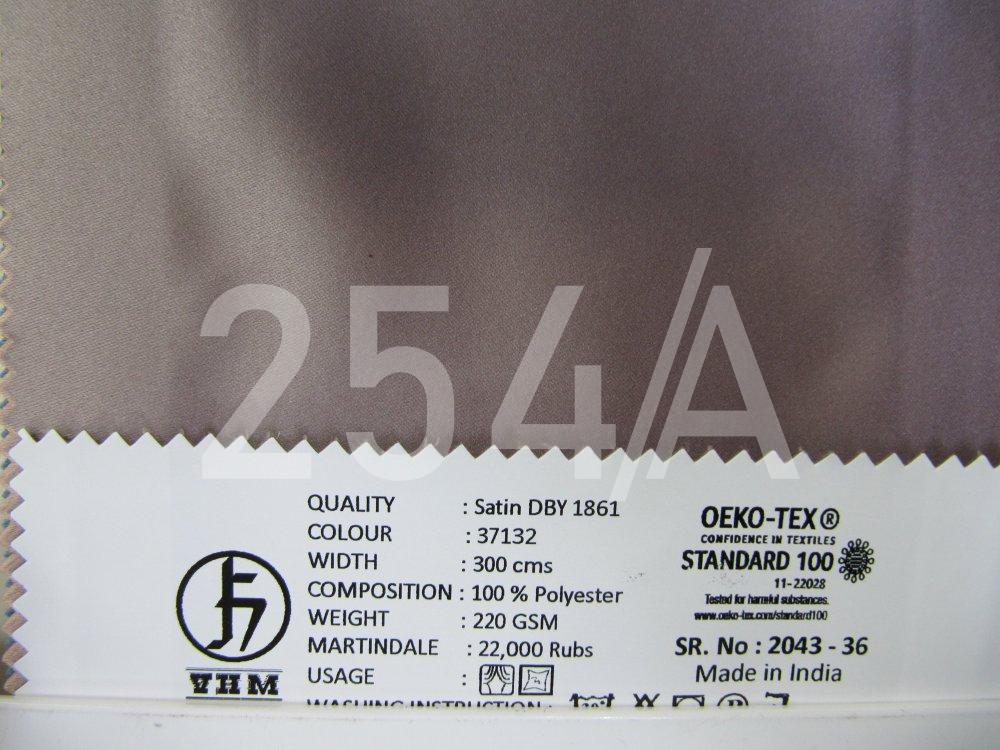 254/A
QUALITY : Satin DBY 1861
COLOUR : 37132
WIDTH : 300 cms
COMPOSITION : 100 % Polyester
WEIGHT : 220 GSM
MARTINDALE : 22,000 Rubs
USAGE :
WASHING INSTRUCTION :
VHM
OEKO-TEX®
CONFIDENCE IN TEXTILES
STANDARD 100
11-22028
Tested for harmful substances.
www.oeko-tex.com/standard100
SR. No : 2043 - 36
Made in India